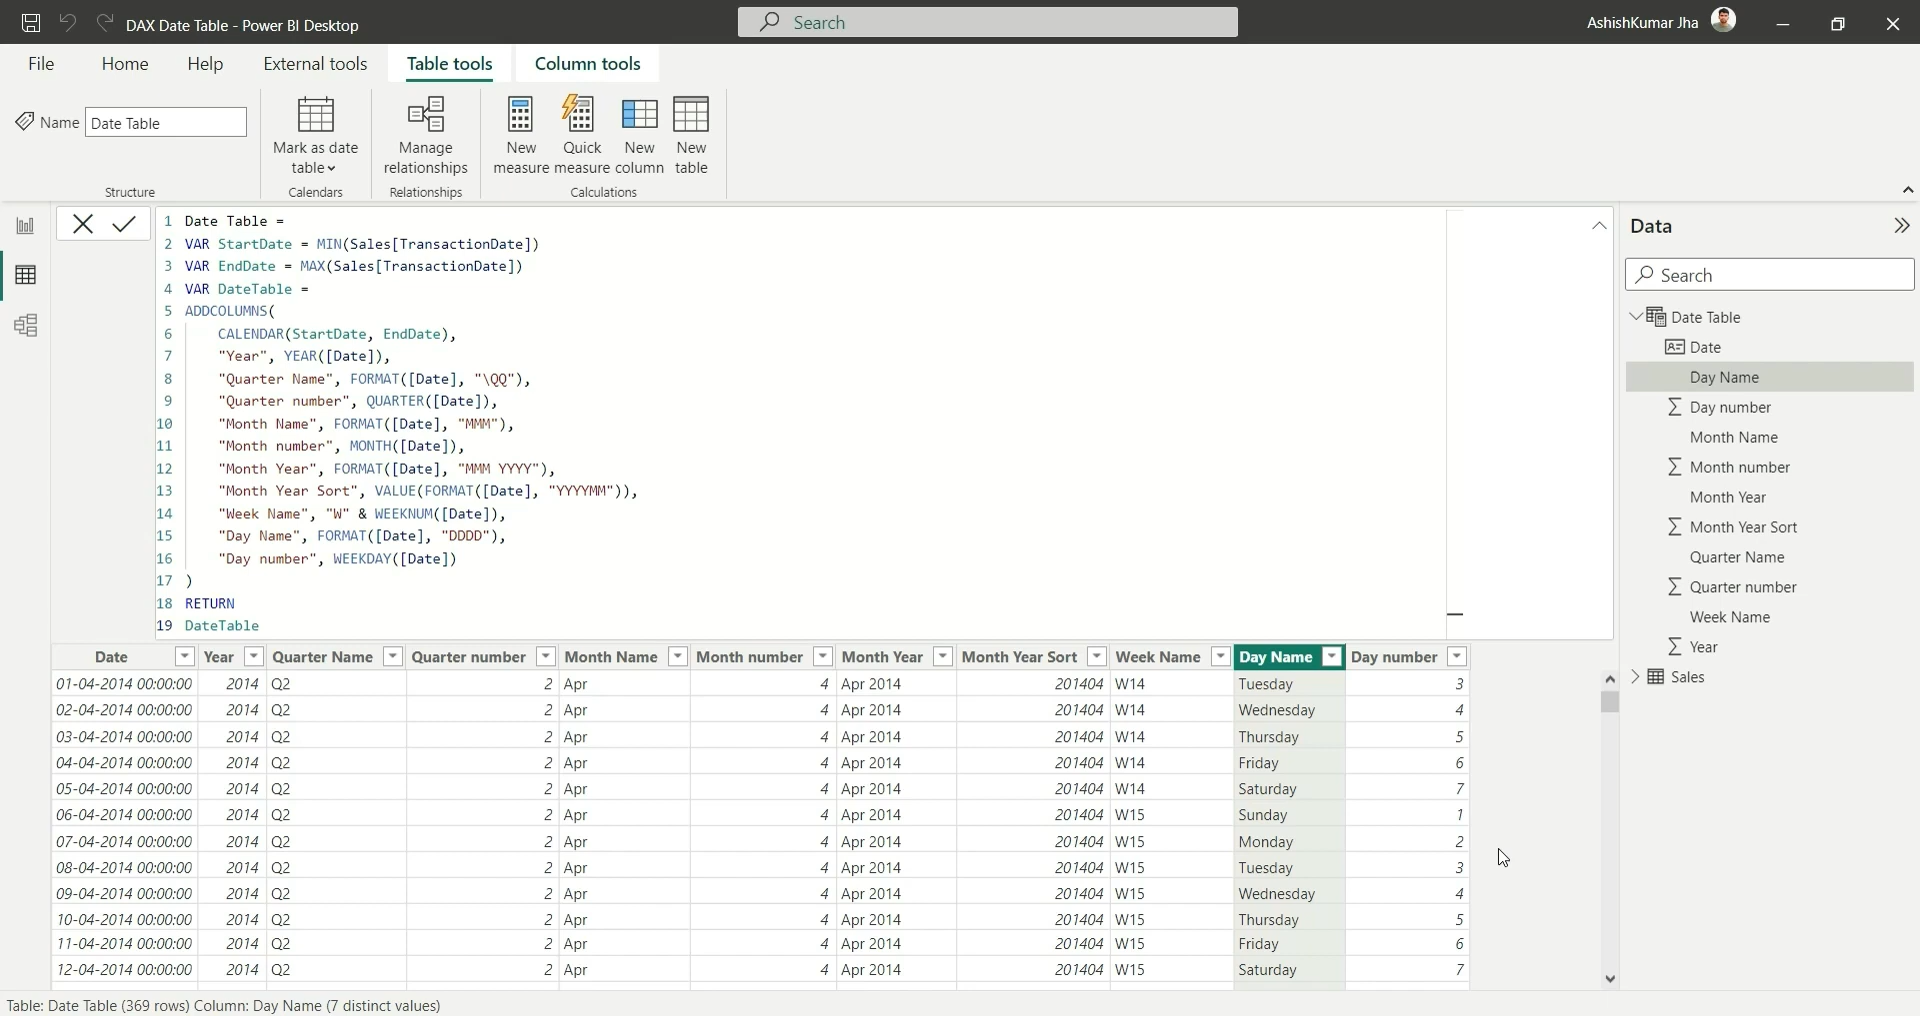 DAX Date Table - Power BI Desktop
Search
AshishKumar Jha
File
Home
Help
External tools
Table tools
Column tools
Name
Date Table
Structure
Mark as date
table
Calendars
Manage
relationships
Relationships
New
measure
Quick
measure
New
column
New
table
Calculations
1 Date Table =
2 VAR StartDate = MIN(Sales[TransactionDate])
3 VAR EndDate = MAX(Sales[TransactionDate])
4 VAR DateTable =
5 ADDCOLUMNS(
6 CALENDAR(StartDate, EndDate),
7 "Year", YEAR([Date]),
8 "Quarter Name", FORMAT([Date], "\QQ"),
9 "Quarter number", QUARTER([Date]),
10 "Month Name", FORMAT([Date], "MMM"),
11 "Month number", MONTH([Date]),
12 "Month Year", FORMAT([Date], "MMM YYYY"),
13 "Month Year Sort", VALUE(FORMAT([Date], "YYYYMM")),
14 "Week Name", "W" & WEEKNUM([Date]),
15 "Day Name", FORMAT([Date], "DDDD"),
16 "Day number", WEEKDAY([Date])
17 )
18 RETURN
19 DateTable
Date Year Quarter Name Quarter number Month Name Month number Month Year Month Year Sort Week Name Day Name Day number
01-04-2014 00:00:00 2014 Q2 2 Apr 4 Apr 2014 201404 W14 Tuesday 3
02-04-2014 00:00:00 2014 Q2 2 Apr 4 Apr 2014 201404 W14 Wednesday 4
03-04-2014 00:00:00 2014 Q2 2 Apr 4 Apr 2014 201404 W14 Thursday 5
04-04-2014 00:00:00 2014 Q2 2 Apr 4 Apr 2014 201404 W14 Friday 6
05-04-2014 00:00:00 2014 Q2 2 Apr 4 Apr 2014 201404 W14 Saturday 7
06-04-2014 00:00:00 2014 Q2 2 Apr 4 Apr 2014 201404 W15 Sunday 1
07-04-2014 00:00:00 2014 Q2 2 Apr 4 Apr 2014 201404 W15 Monday 2
08-04-2014 00:00:00 2014 Q2 2 Apr 4 Apr 2014 201404 W15 Tuesday 3
09-04-2014 00:00:00 2014 Q2 2 Apr 4 Apr 2014 201404 W15 Wednesday 4
10-04-2014 00:00:00 2014 Q2 2 Apr 4 Apr 2014 201404 W15 Thursday 5
11-04-2014 00:00:00 2014 Q2 2 Apr 4 Apr 2014 201404 W15 Friday 6
12-04-2014 00:00:00 2014 Q2 2 Apr 4 Apr 2014 201404 W15 Saturday 7
Data
Search
Date Table
Date
Day Name
Day number
Month Name
Month number
Month Year
Month Year Sort
Quarter Name
Quarter number
Week Name
Year
Sales
Table: Date Table (369 rows) Column: Day Name (7 distinct values)